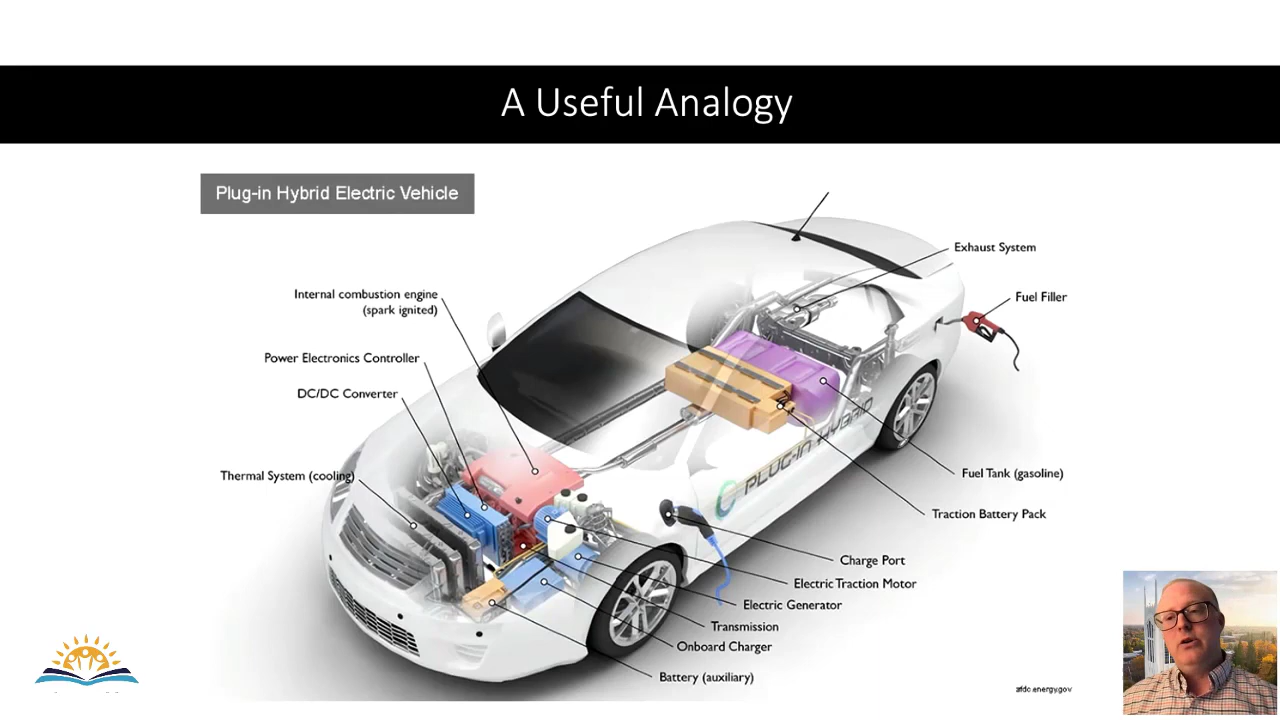 A Useful Analogy
Plug-in Hybrid Electric Vehicle
Exhaust System
Fuel Filler
Internal combustion engine
(spark ignited)
Power Electronics Controller
DC/DC Converter
Thermal System (cooling)
PLUG-IN HYBRID
Fuel Tank (gasoline)
Traction Battery Pack
Charge Port
Electric Traction Motor
Electric Generator
Transmission
Onboard Charger
Battery (auxiliary)
afdc.energy.gov